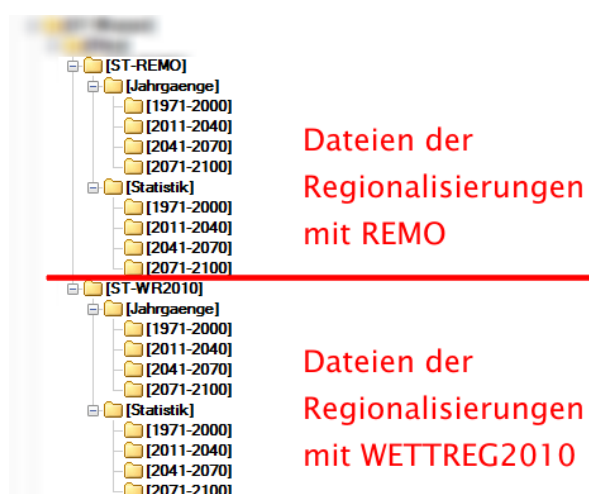 [ST-REMO]
[Jahrgaenge]
[1971-2000]
[2011-2040]
[2041-2070]
[2071-2100]
[Statistik]
[1971-2000]
[2011-2040]
[2041-2070]
[2071-2100]
Dateien der
Regionalisierungen
mit REMO
[ST-WR2010]
[Jahrgaenge]
[1971-2000]
[2011-2040]
[2041-2070]
[2071-2100]
[Statistik]
[1971-2000]
[2011-2040]
[2041-2070]
[2071-2100]
Dateien der
Regionalisierungen
mit WETTREG2010